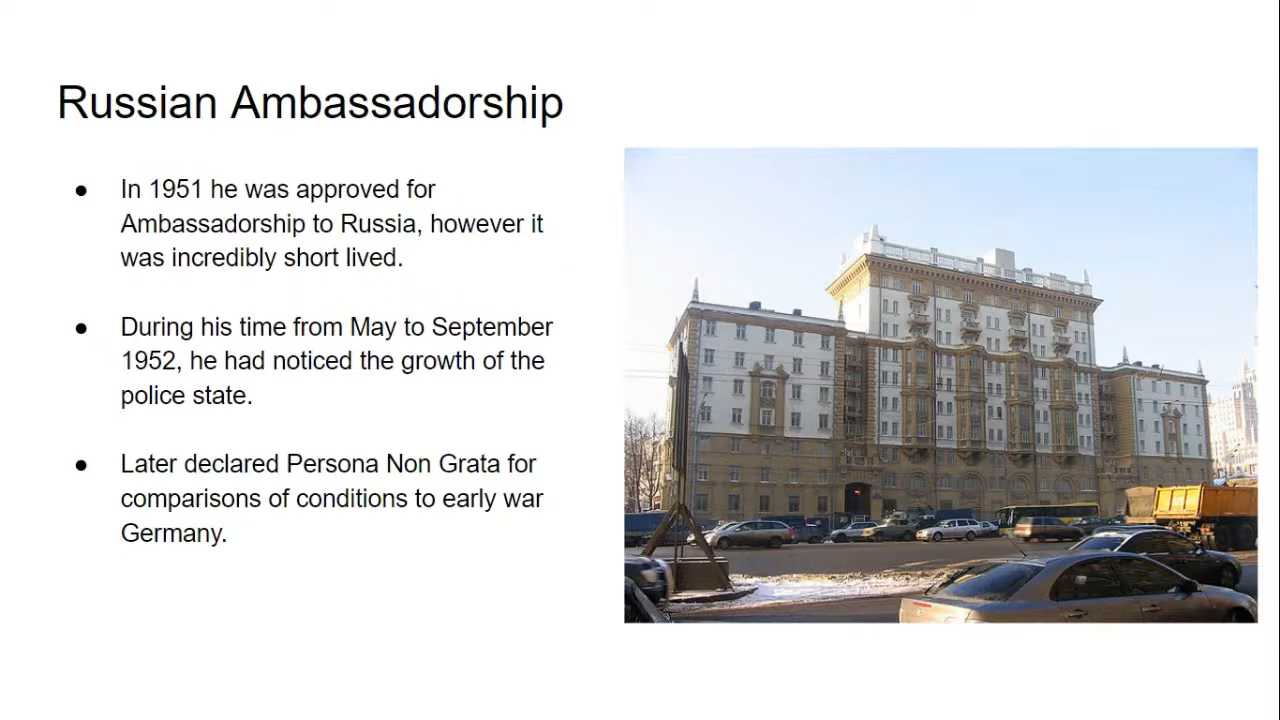 Russian Ambassadorship
● In 1951 he was approved for
Ambassadorship to Russia, however it
was incredibly short lived.
● During his time from May to September
1952, he had noticed the growth of the
police state.
● Later declared Persona Non Grata for
comparisons of conditions to early war
Germany.